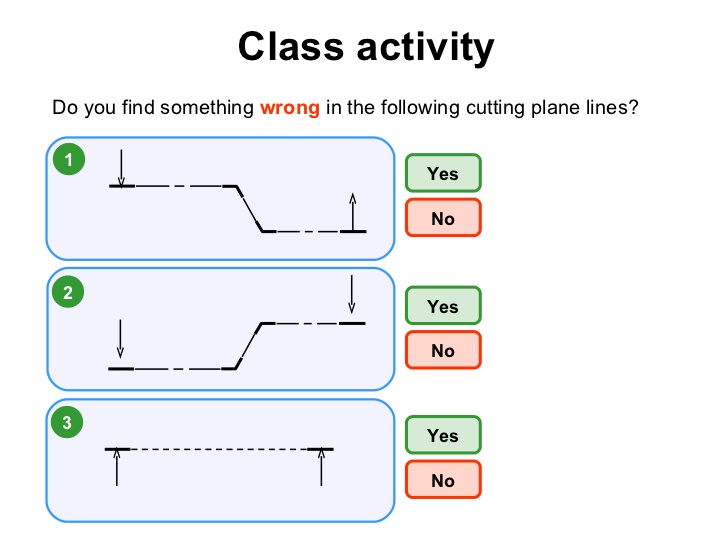 Class activity
Do you find something wrong in the following cutting plane lines?
1
Yes
No
2
Yes
No
3
Yes
No